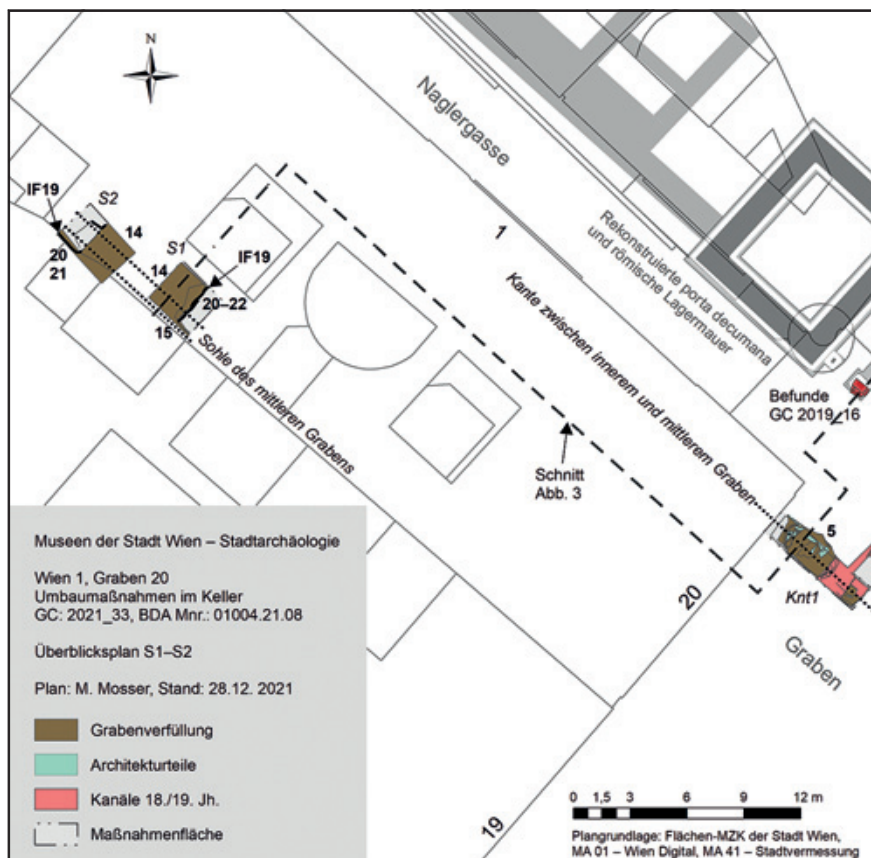 N
Naglergasse
1
IF19
S2
14
20
21
S1
14
IF19
20–22
15
Sohle des mittleren Grabens
Kante zwischen innerem und mittlerem Graben
Rekonstruierte porta decumana
und römische Lagermauer
Befunde
GC 2019_16
Schnitt
Abb. 3
5
Knt1
20
Graben
19
Museen der Stadt Wien – Stadtarchäologie
Wien 1, Graben 20
Umbaumaßnahmen im Keller
GC: 2021_33, BDA Mnr.: 01004.21.08
Überblicksplan S1–S2
Plan: M. Mosser, Stand: 28.12. 2021
Grabenverfüllung
Architekturteile
Kanäle 18./19. Jh.
Maßnahmenfläche
0 1,5 3 6 9 12 m
Plangrundlage: Flächen-MZK der Stadt Wien,
MA 01 – Wien Digital, MA 41 – Stadtvermessung